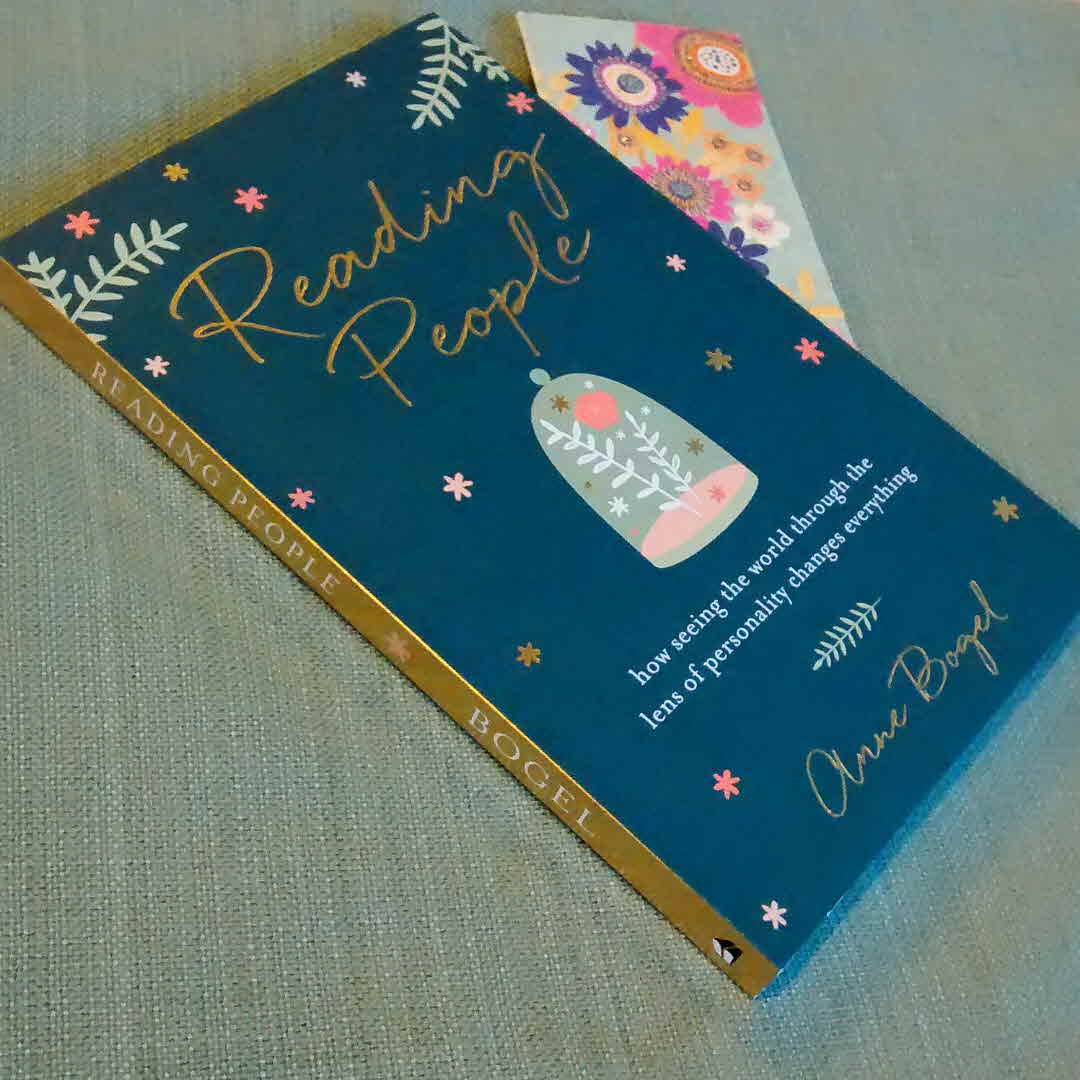 Reading
People
how seeing the world through the
lens of personality changes everything
Anne Bogel
READING PEOPLE BOGEL